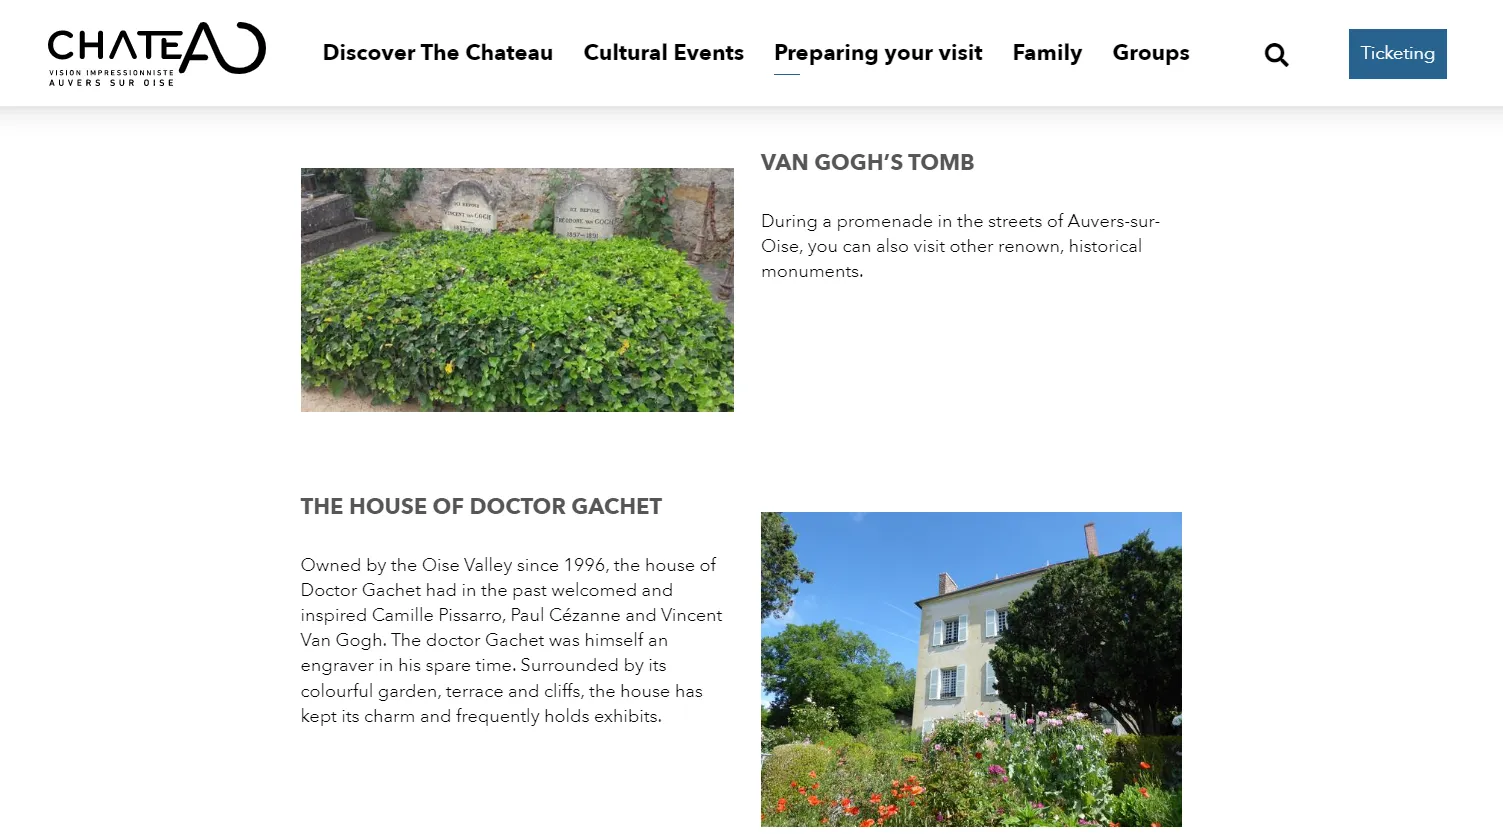 CHATEAU
VISION IMPRESSIONNISTE
AUVERS SUR OISE
Discover The Chateau
Cultural Events
Preparing your visit
Family
Groups
Ticketing
ICI REPOSE
VINCENT VAN GOGH
1853-1890
ICI REPOSE
THEODORE VAN GOGH
1857-1891
VAN GOGH’S TOMB
During a promenade in the streets of Auvers-sur-
Oise, you can also visit other renown, historical
monuments.
THE HOUSE OF DOCTOR GACHET
Owned by the Oise Valley since 1996, the house of
Doctor Gachet had in the past welcomed and
inspired Camille Pissarro, Paul Cézanne and Vincent
Van Gogh. The doctor Gachet was himself an
engraver in his spare time. Surrounded by its
colourful garden, terrace and cliffs, the house has
kept its charm and frequently holds exhibits.